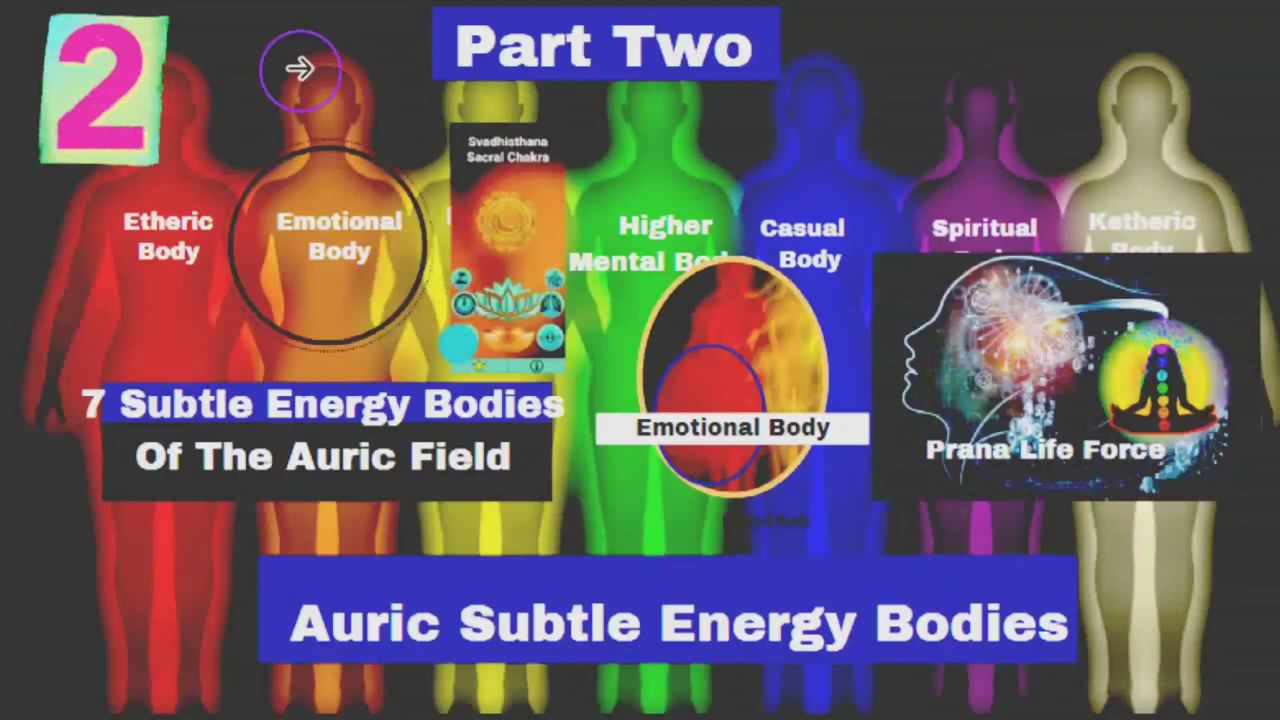 2
Part Two
Svadhisthana
Sacral Chakra
Etheric
Body
Emotional
Body
Higher
Mental
Casual
Body
Spiritual
Ketheric
Body
7 Subtle Energy Bodies
Of The Auric Field
Emotional Body
Prana Life Force
Auric Subtle Energy Bodies